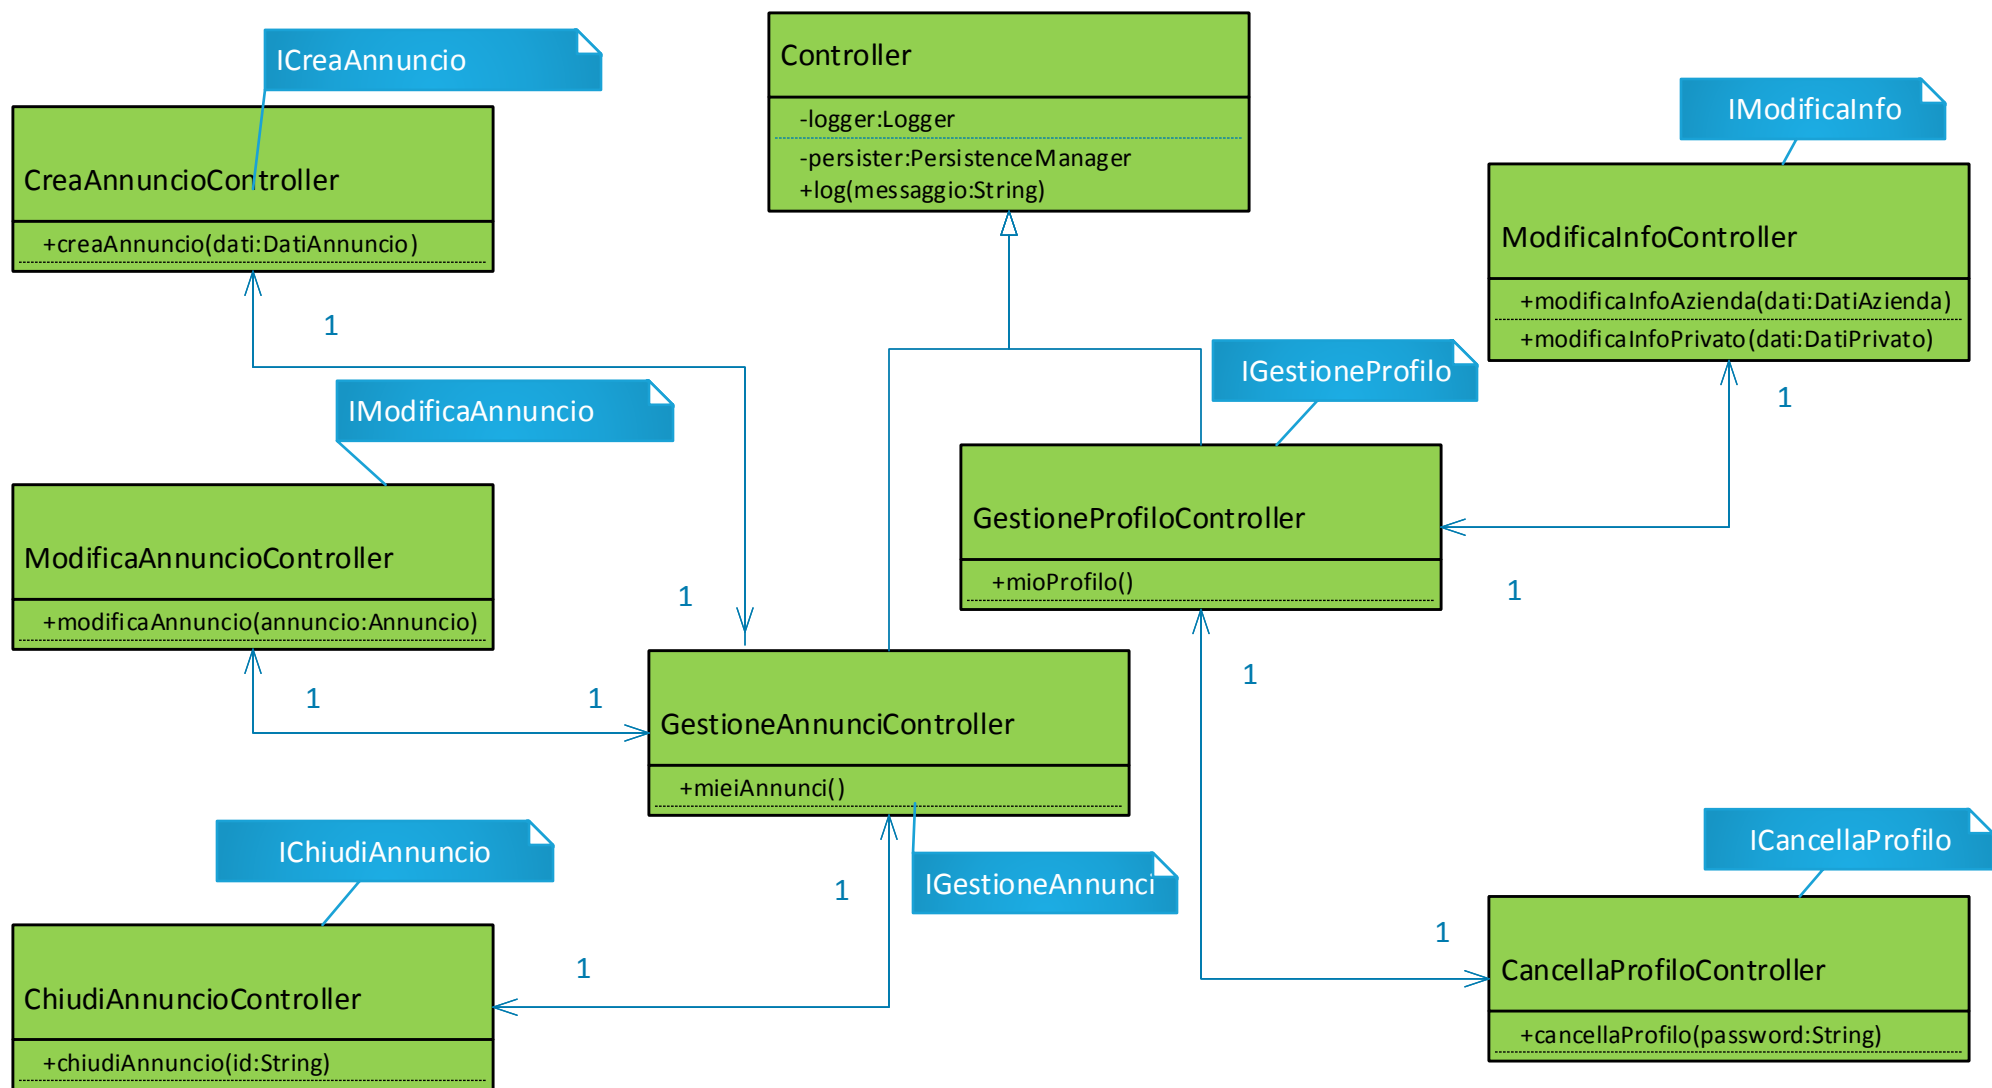 ICreaAnnuncio
CreaAnnuncioController
+creaAnnuncio(dati:DatiAnnuncio)
Controller
-logger:Logger
-persister:PersistenceManager
+log(messaggio:String)
IModificaInfo
ModificaInfoController
+modificaInfoAzienda(dati:DatiAzienda)
+modificaInfoPrivato(dati:DatiPrivato)
1
1
IModificaAnnuncio
ModificaAnnuncioController
+modificaAnnuncio(annuncio:Annuncio)
IGestioneProfilo
GestioneProfiloController
+mioProfilo()
1
1
1
1
1
GestioneAnnunciController
+mieiAnnunci()
IGestioneAnnunci
1
1
IChiudiAnnuncio
ChiudiAnnuncioController
+chiudiAnnuncio(id:String)
1
ICancellaProfilo
CancellaProfiloController
+cancellaProfilo(password:String)